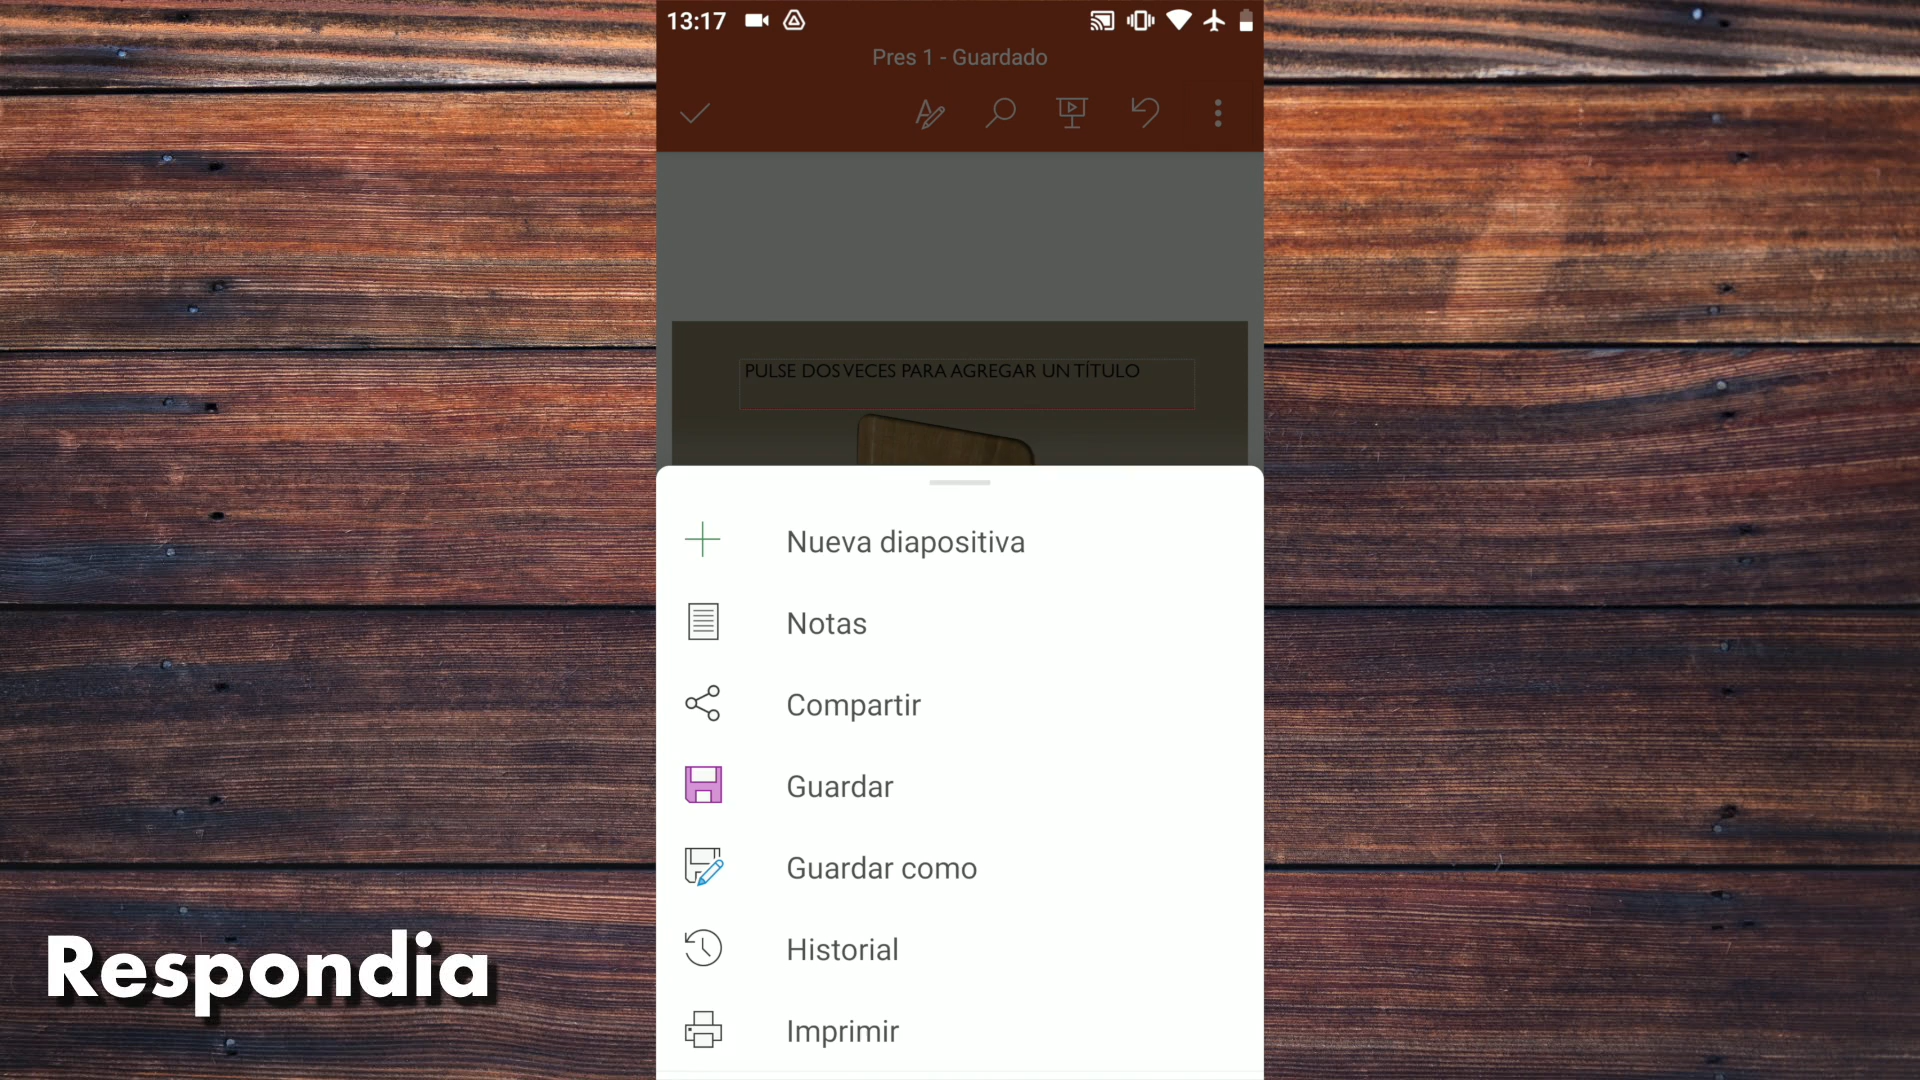 13:17
Pres 1 - Guardado
PULSE DOS VECES PARA AGREGAR UN TÍTULO
Nueva diapositiva
Notas
Compartir
Guardar
Guardar como
Historial
Imprimir
Respondia